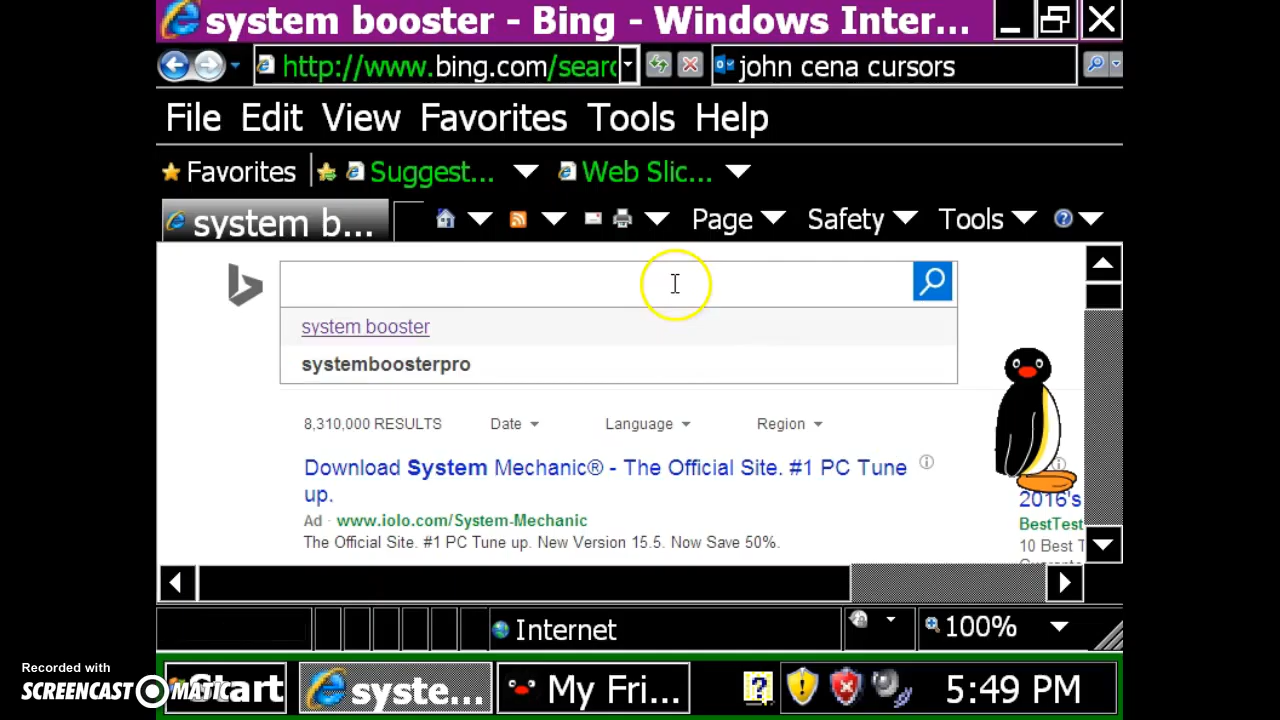 system booster - Bing - Windows Inter...
http://www.bing.com/searc
john cena cursors
File Edit View Favorites Tools Help
Favorites Suggest... Web Slic...
system b... Page Safety Tools
system booster
systemboosterpro
8,310,000 RESULTS Date Language Region
Download System Mechanic® - The Official Site. #1 PC Tune
up.
Ad · www.iolo.com/System-Mechanic
The Official Site. #1 PC Tune up. New Version 15.5. Now Save 50%.
2016's
BestTest
10 Best T
Internet 100%
Recorded with
SCREENCAST MATIC
Start syste... My Fri... 5:49 PM